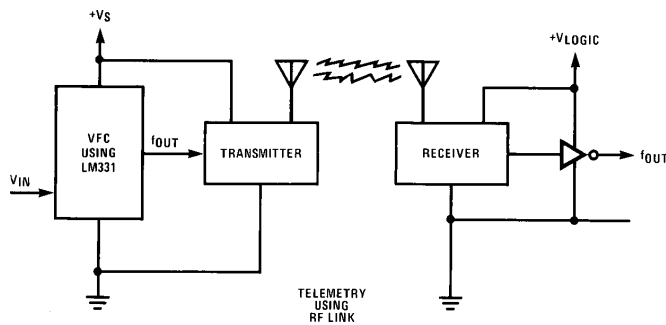 +VS
+VLOGIC
VFC
USING
LM331
fOUT
TRANSMITTER
RECEIVER
fOUT
VIN
TELEMETRY
USING
RF LINK